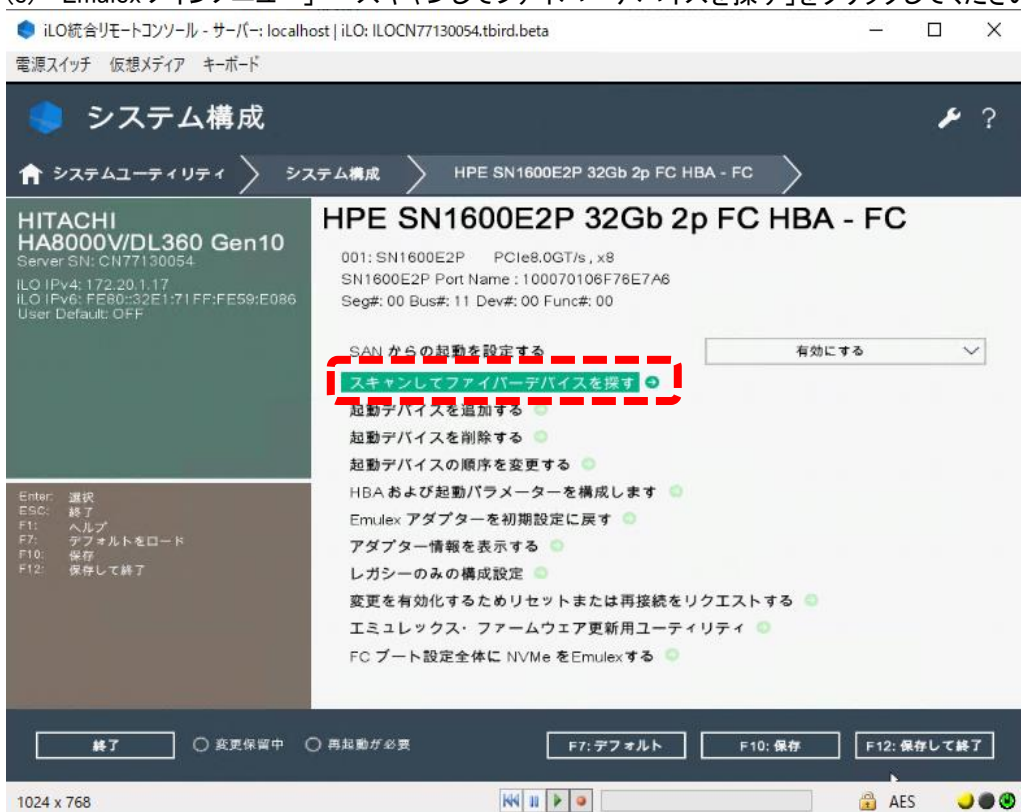 iLO統合リモートコンソール - サーバー: localhost | iLO: ILOCN77130054.tbird.beta
電源スイッチ 仮想メディア キーボード
システム構成
?
システムユーティリティ
システム構成
HPE SN1600E2P 32Gb 2p FC HBA - FC
HITACHI
HA8000V/DL360 Gen10
Server SN: CN77130054
iLO IPv4: 172.20.1.17
iLO IPv6: FE80::32E1:71FF:FE59:E086
User Default: OFF
Enter: 選択
ESC: 終了
F1: ヘルプ
F7: デフォルトをロード
F10: 保存
F12: 保存して終了
HPE SN1600E2P 32Gb 2p FC HBA - FC
001: SN1600E2P PCIe8.0GT/s , x8
SN1600E2P Port Name : 100070106F76E7A6
Seg#: 00 Bus#: 11 Dev#: 00 Func#: 00
SAN からの起動を設定する 有効にする
スキャンしてファイバーデバイスを探す
起動デバイスを追加する
起動デバイスを削除する
起動デバイスの順序を変更する
HBA および起動パラメーターを構成します
Emulex アダプターを初期設定に戻す
アダプター情報を表示する
レガシーのみの構成設定
変更を有効化するためリセットまたは再接続をリクエストする
エミュレックス・ファームウェア更新用ユーティリティ
FC ブート設定全体に NVMe をEmulexする
終了 変更保留中 再起動が必要 F7: デフォルト F10: 保存 F12: 保存して終了
1024 x 768 AES